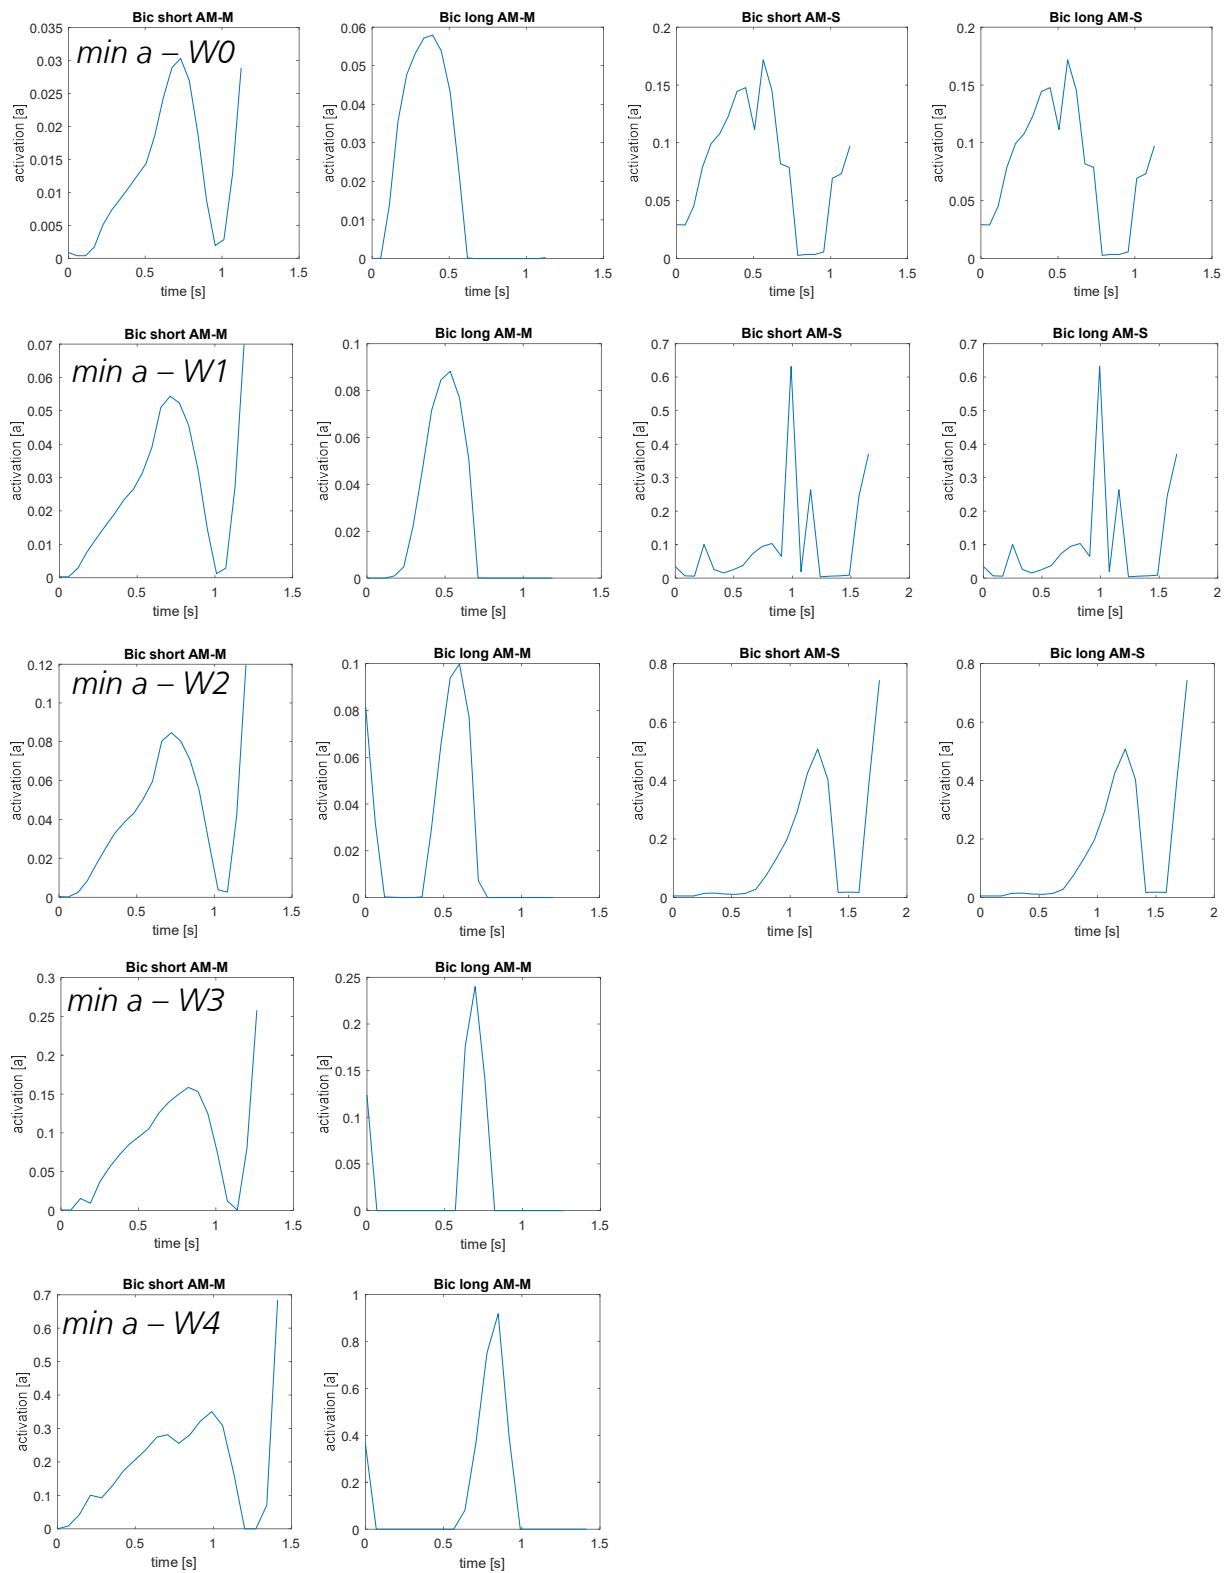 Bic short AM-M
min a – W0
activation [a]
0.035
0.03
0.025
0.02
0.015
0.01
0.005
0
0 0.5 1 1.5
time [s]
Bic long AM-M
activation [a]
0.06
0.05
0.04
0.03
0.02
0.01
0
0 0.5 1 1.5
time [s]
Bic short AM-S
activation [a]
0.2
0.15
0.1
0.05
0
0 0.5 1 1.5
time [s]
Bic long AM-S
activation [a]
0.2
0.15
0.1
0.05
0
0 0.5 1 1.5
time [s]
Bic short AM-M
min a – W1
activation [a]
0.07
0.06
0.05
0.04
0.03
0.02
0.01
0
0 0.5 1 1.5
time [s]
Bic long AM-M
activation [a]
0.1
0.08
0.06
0.04
0.02
0
0 0.5 1 1.5
time [s]
Bic short AM-S
activation [a]
0.7
0.6
0.5
0.4
0.3
0.2
0.1
0
0 0.5 1 1.5 2
time [s]
Bic long AM-S
activation [a]
0.7
0.6
0.5
0.4
0.3
0.2
0.1
0
0 0.5 1 1.5 2
time [s]
Bic short AM-M
min a – W2
activation [a]
0.12
0.1
0.08
0.06
0.04
0.02
0
0 0.5 1 1.5
time [s]
Bic long AM-M
activation [a]
0.1
0.08
0.06
0.04
0.02
0
0 0.5 1 1.5
time [s]
Bic short AM-S
activation [a]
0.8
0.6
0.4
0.2
0
0 0.5 1 1.5 2
time [s]
Bic long AM-S
activation [a]
0.8
0.6
0.4
0.2
0
0 0.5 1 1.5 2
time [s]
Bic short AM-M
min a – W3
activation [a]
0.3
0.25
0.2
0.15
0.1
0.05
0
0 0.5 1 1.5
time [s]
Bic long AM-M
activation [a]
0.25
0.2
0.15
0.1
0.05
0
0 0.5 1 1.5
time [s]
Bic short AM-M
min a – W4
activation [a]
0.7
0.6
0.5
0.4
0.3
0.2
0.1
0
0 0.5 1 1.5
time [s]
Bic long AM-M
activation [a]
1
0.8
0.6
0.4
0.2
0
0 0.5 1 1.5
time [s]